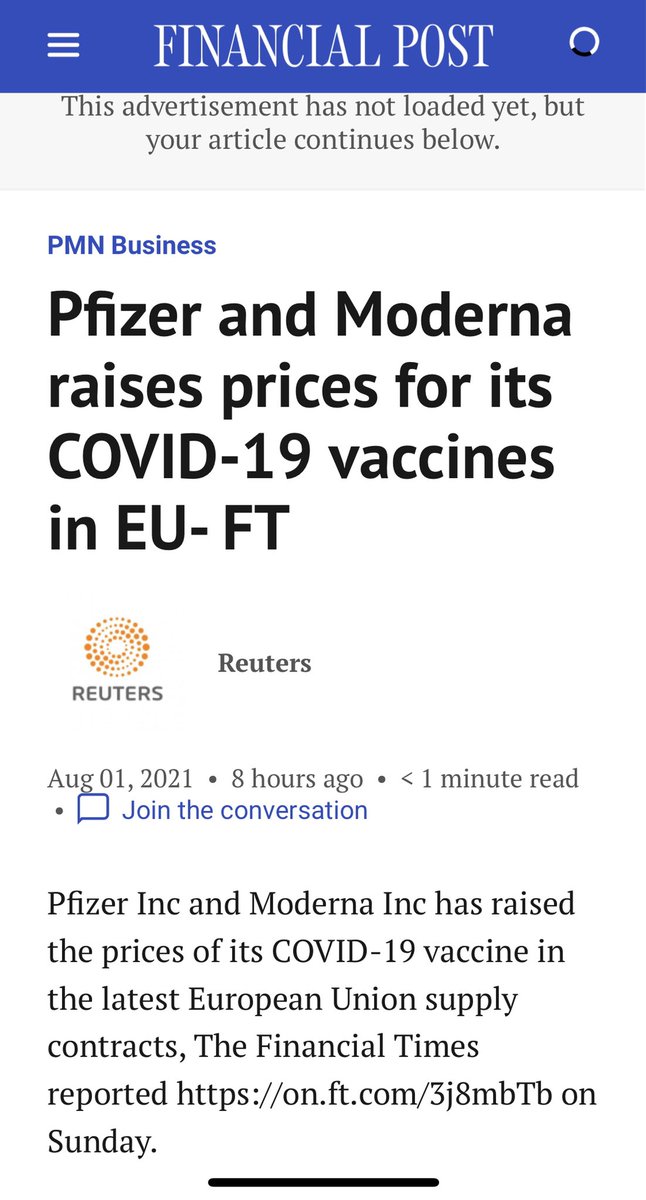 FINANCIAL POST
This advertisement has not loaded yet, but
your article continues below.
PMN Business
Pfizer and Moderna
raises prices for its
COVID-19 vaccines
in EU- FT
REUTERS
Reuters
Aug 01, 2021 • 8 hours ago • < 1 minute read
• Join the conversation
Pfizer Inc and Moderna Inc has raised
the prices of its COVID-19 vaccine in
the latest European Union supply
contracts, The Financial Times
reported https://on.ft.com/3j8mbTb on
Sunday.